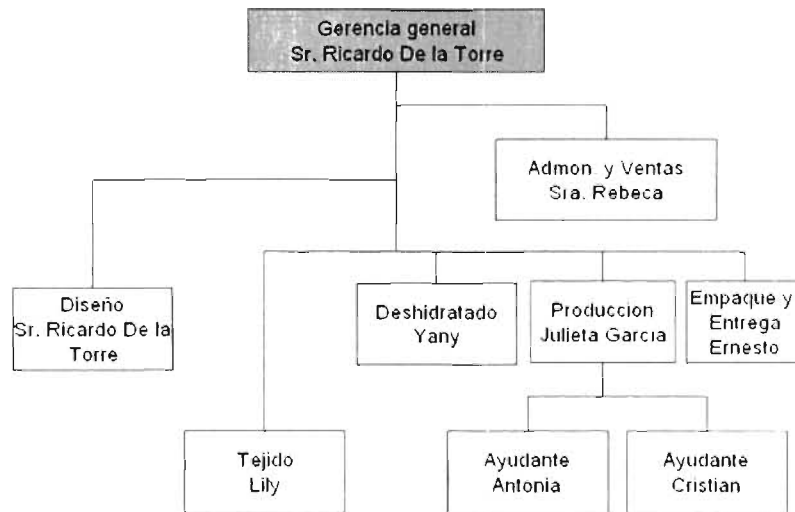 Gerencia general
Sr. Ricardo De la Torre
Admon. y Ventas
Sra. Rebeca
Diseño
Sr. Ricardo De la
Torre
Deshidratado
Yany
Produccion
Julieta Garcia
Empaque y
Entrega
Ernesto
Tejido
Lily
Ayudante
Antonia
Ayudante
Cristian